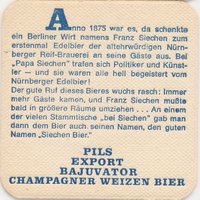 Anno 1873 war es, da schenkte
ein Berliner Wirt namens Franz Siechen zum
erstenmal Edelbier der altehrwürdigen Nürn-
berger Reif-Brauerei an seine Gäste aus. Bei
„Papa Siechen" trafen sich Politiker und Künst-
ler – und sie waren alle hell begeistert vom
Nürnberger Edelbier!
Der gute Ruf dieses Bieres wuchs rasch: Immer
mehr Gäste kamen, und Franz Siechen mußte
bald in größere Räume umziehen . . . An einem
der vielen Stammtische „bei Siechen" gab man
dann dem Bier auch seinen Namen, den guten
Namen „Siechen Bier."
PILS
EXPORT
BAJUVATOR
CHAMPAGNER WEIZEN BIER